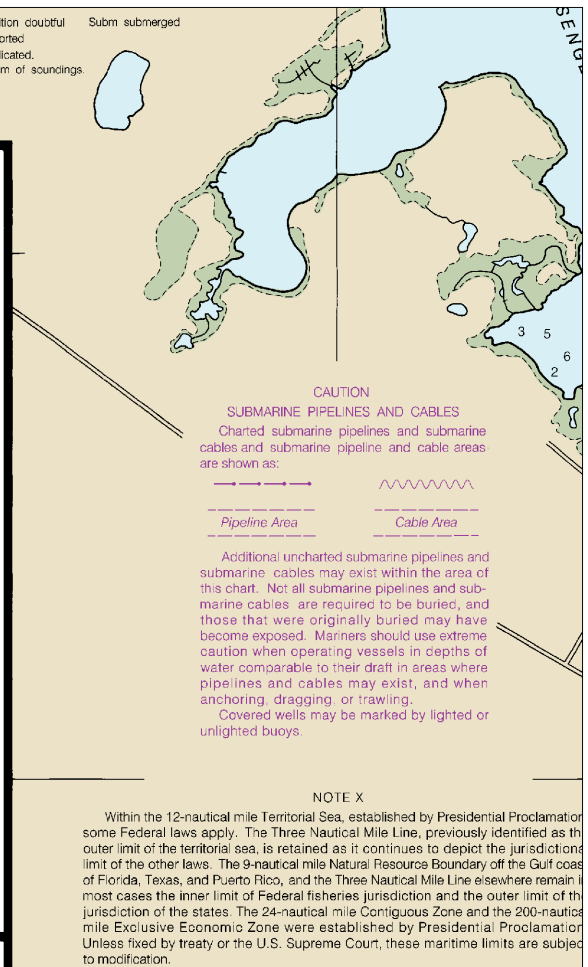 tion doubtful Subm submerged
orted
licated.
m of soundings.
SENGE
3 5
6
2
CAUTION
SUBMARINE PIPELINES AND CABLES
Charted submarine pipelines and submarine
cables and submarine pipeline and cable areas
are shown as:
Pipeline Area Cable Area
Additional uncharted submarine pipelines and
submarine cables may exist within the area of
this chart. Not all submarine pipelines and sub-
marine cables are required to be buried, and
those that were originally buried may have
become exposed. Mariners should use extreme
caution when operating vessels in depths of
water comparable to their draft in areas where
pipelines and cables may exist, and when
anchoring, dragging, or trawling.
Covered wells may be marked by lighted or
unlighted buoys.
NOTE X
Within the 12-nautical mile Territorial Sea, established by Presidential Proclamation
some Federal laws apply. The Three Nautical Mile Line, previously identified as th
outer limit of the territorial sea, is retained as it continues to depict the jurisdictiona
limit of the other laws. The 9-nautical mile Natural Resource Boundary off the Gulf coas
of Florida, Texas, and Puerto Rico, and the Three Nautical Mile Line elsewhere remain i
most cases the inner limit of Federal fisheries jurisdiction and the outer limit of th
jurisdiction of the states. The 24-nautical mile Contiguous Zone and the 200-nautica
mile Exclusive Economic Zone were established by Presidential Proclamation
Unless fixed by treaty or the U.S. Supreme Court, these maritime limits are subjec
to modification.